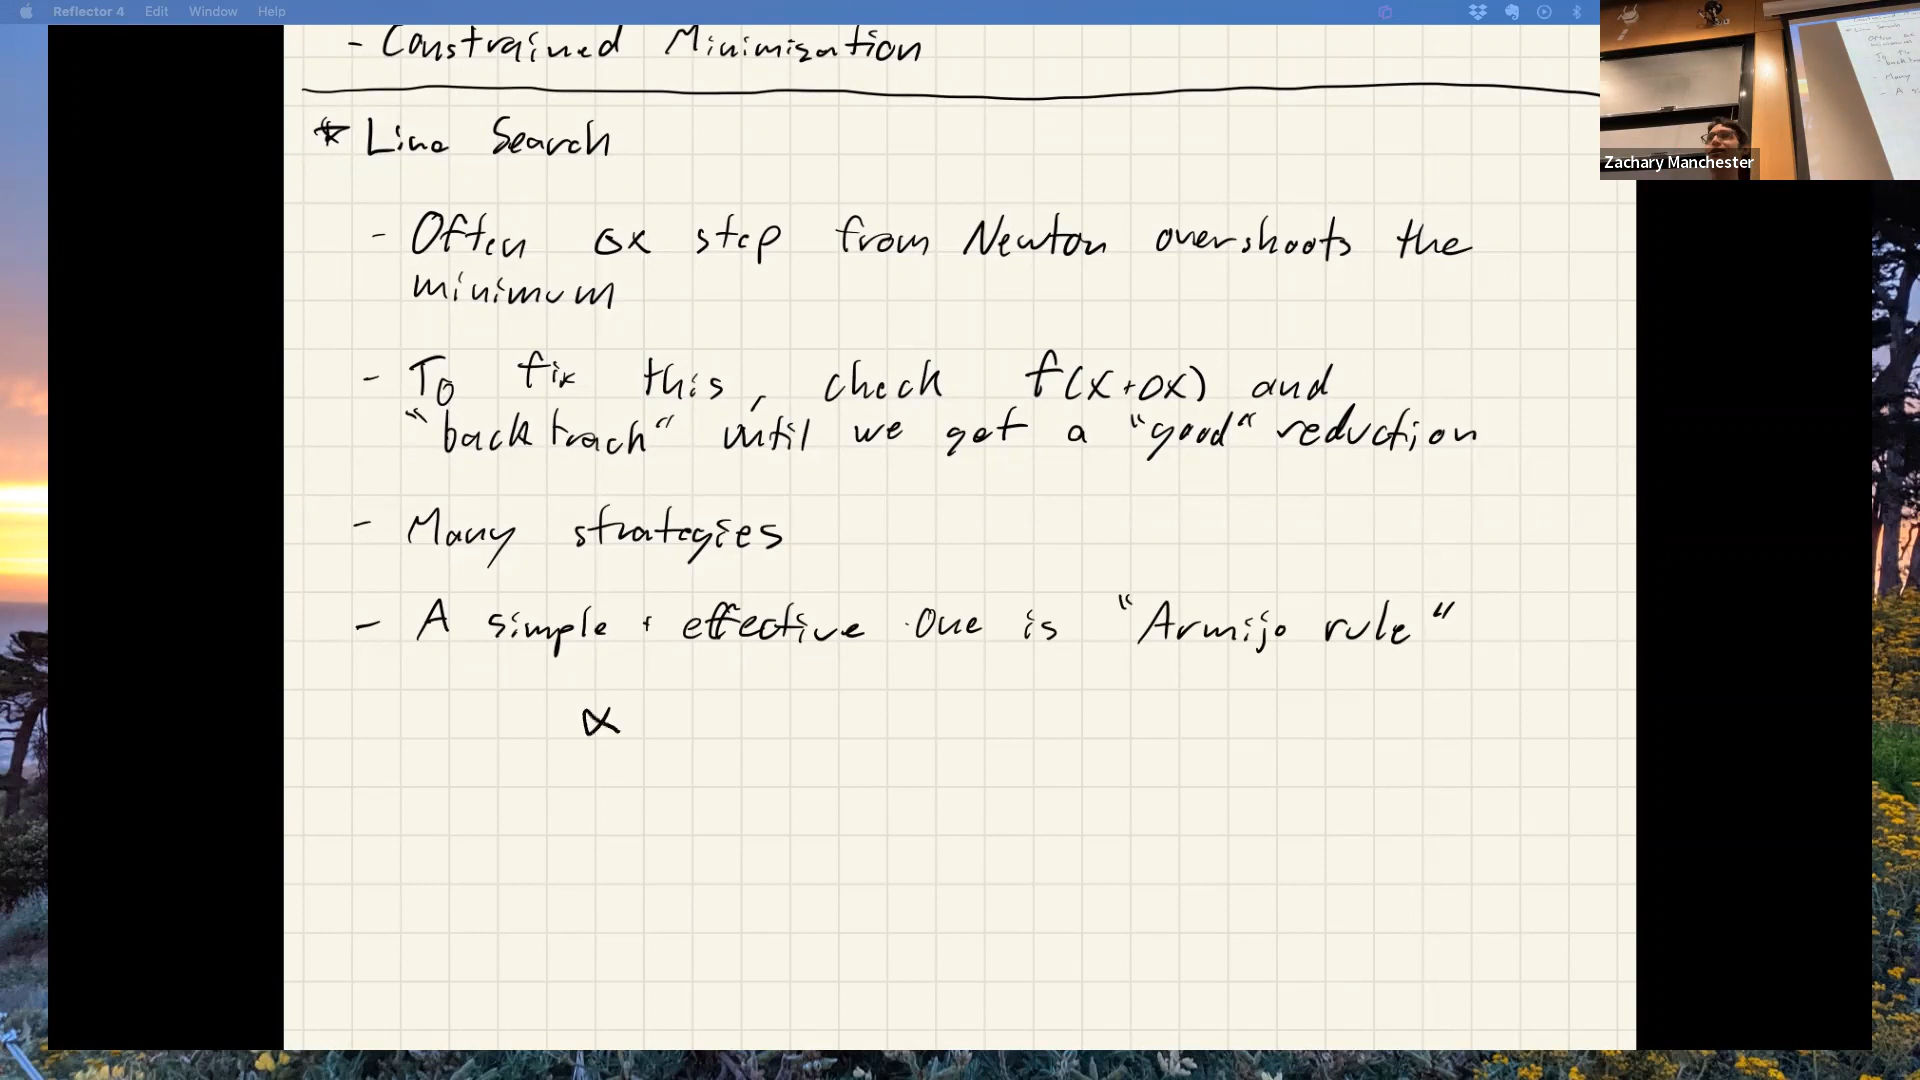 Reflector 4 Edit Window Help
- Constrained Minimization
* Line Search
- Often Δx step from Newton overshoots the
minimum
- To fix this, check f(x+Δx) and
"backtrack" until we get a "good" reduction
- Many strategies
- A simple + effective one is "Armijo rule"
α
Zachary Manchester